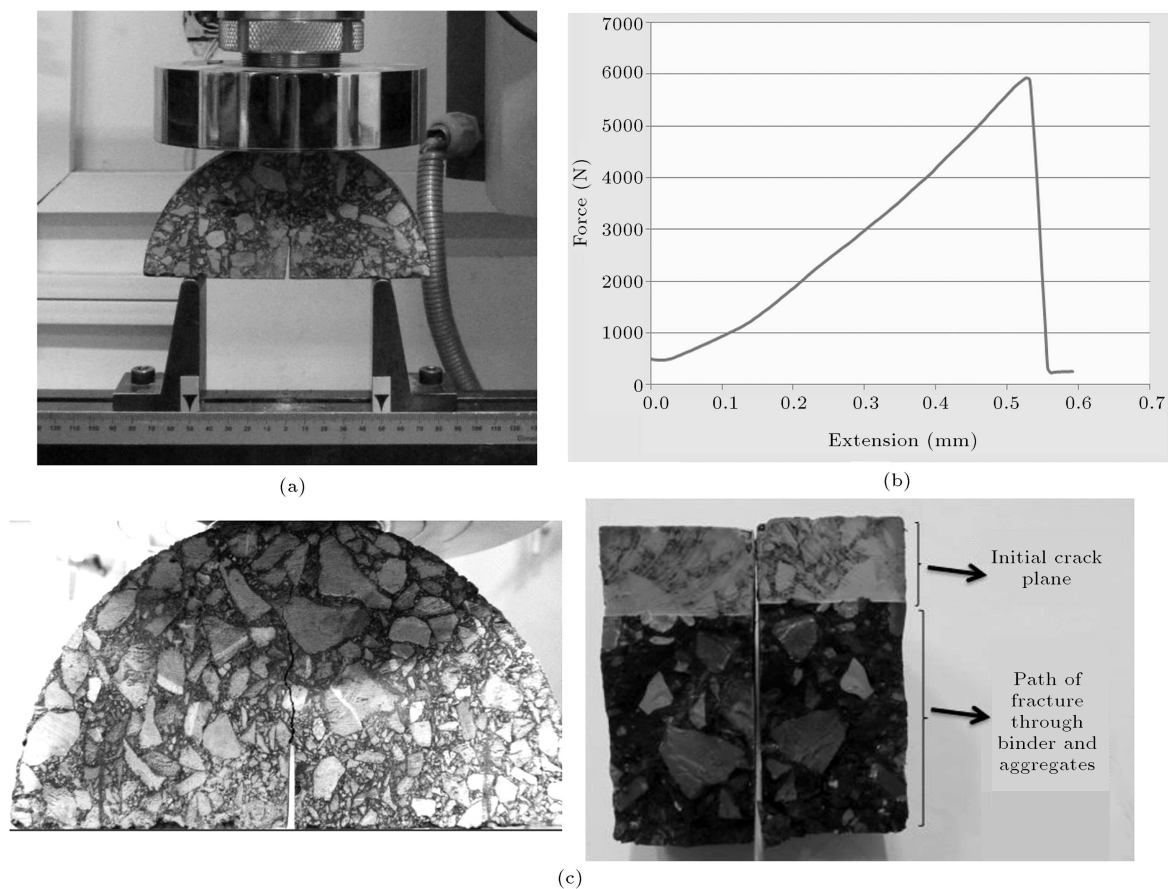 7000
6000
5000
4000
3000
2000
1000
0
Force (N)
0.0 0.1 0.2 0.3 0.4 0.5 0.6 0.7
Extension (mm)
(a)
(b)
Initial crack
plane
Path of
fracture
through
binder and
aggregates
(c)